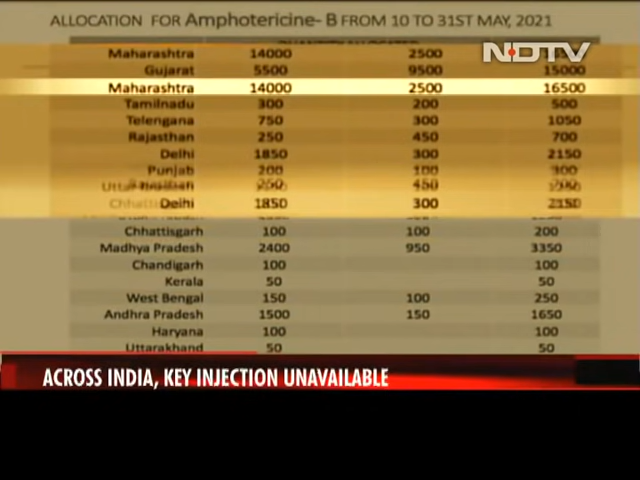 ALLOCATION FOR Amphotericine- B FROM 10 TO 31ST MAY, 2021
NDTV
Maharashtra 14000 2500
Gujarat 5500 9500 15000
Maharashtra 14000 2500 16500
Tamilnadu 300 200 500
Telengana 750 300 1050
Rajasthan 250 450 700
Delhi 1850 300 2150
Punjab 200 100 300
250 450
Delhi 1850 300 2150
Chhattisgarh 100 100 200
Madhya Pradesh 2400 950 3350
Chandigarh 100 100
Kerala 50 50
West Bengal 150 100 250
Andhra Pradesh 1500 150 1650
Haryana 100 100
Uttarakhand 50 50
ACROSS INDIA, KEY INJECTION UNAVAILABLE